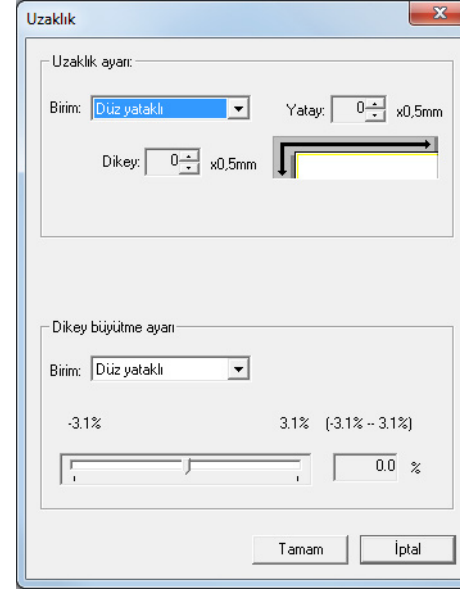 Uzaklık
Uzaklık ayarı:
Birim: Düz yataklı Yatay: 0 x0,5mm
Dikey: 0 x0,5mm
Dikey büyütme ayarı
Birim: Düz yataklı
-3.1% 3.1% (-3.1% -- 3.1%)
0.0 %
Tamam İptal